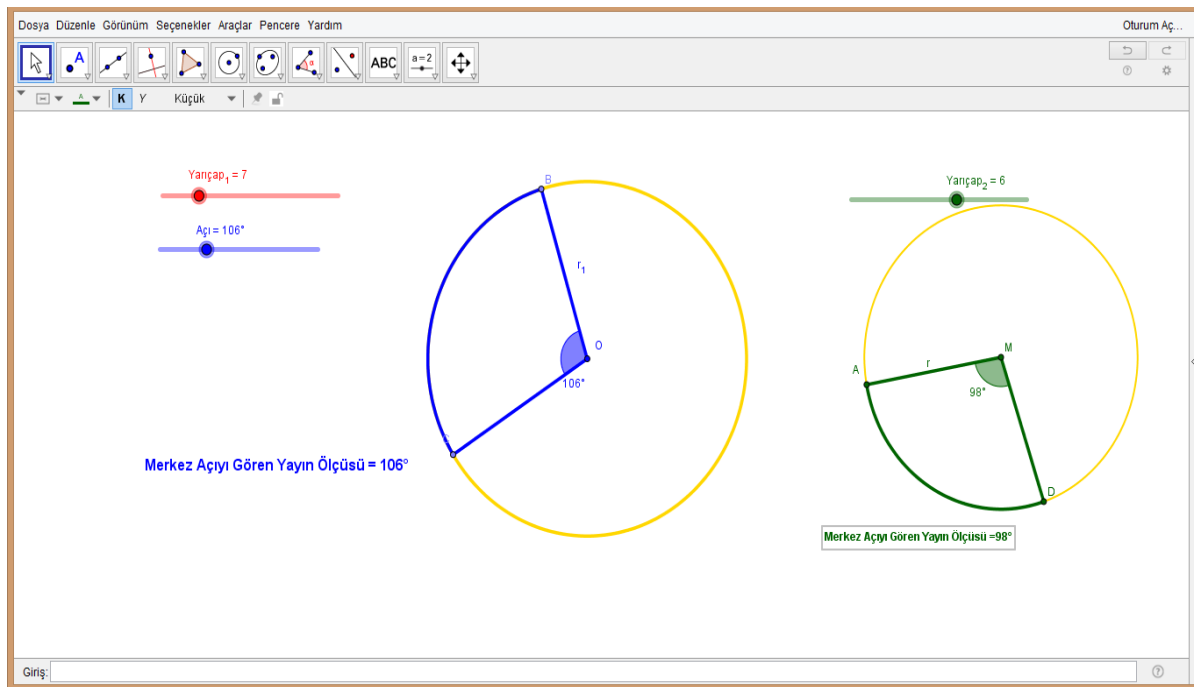 Dosya Düzenle Görünüm Seçenekler Araçlar Pencere Yardım
Oturum Aç...
A
α
ABC
a=2
A
K Y Küçük
Yarıçap₁ = 7
Açı = 106°
B
r₁
O
106°
C
Merkez Açıyı Gören Yayın Ölçüsü = 106°
Yarıçap₂ = 6
M
r
A
98°
D
Merkez Açıyı Gören Yayın Ölçüsü =98°
Giriş: